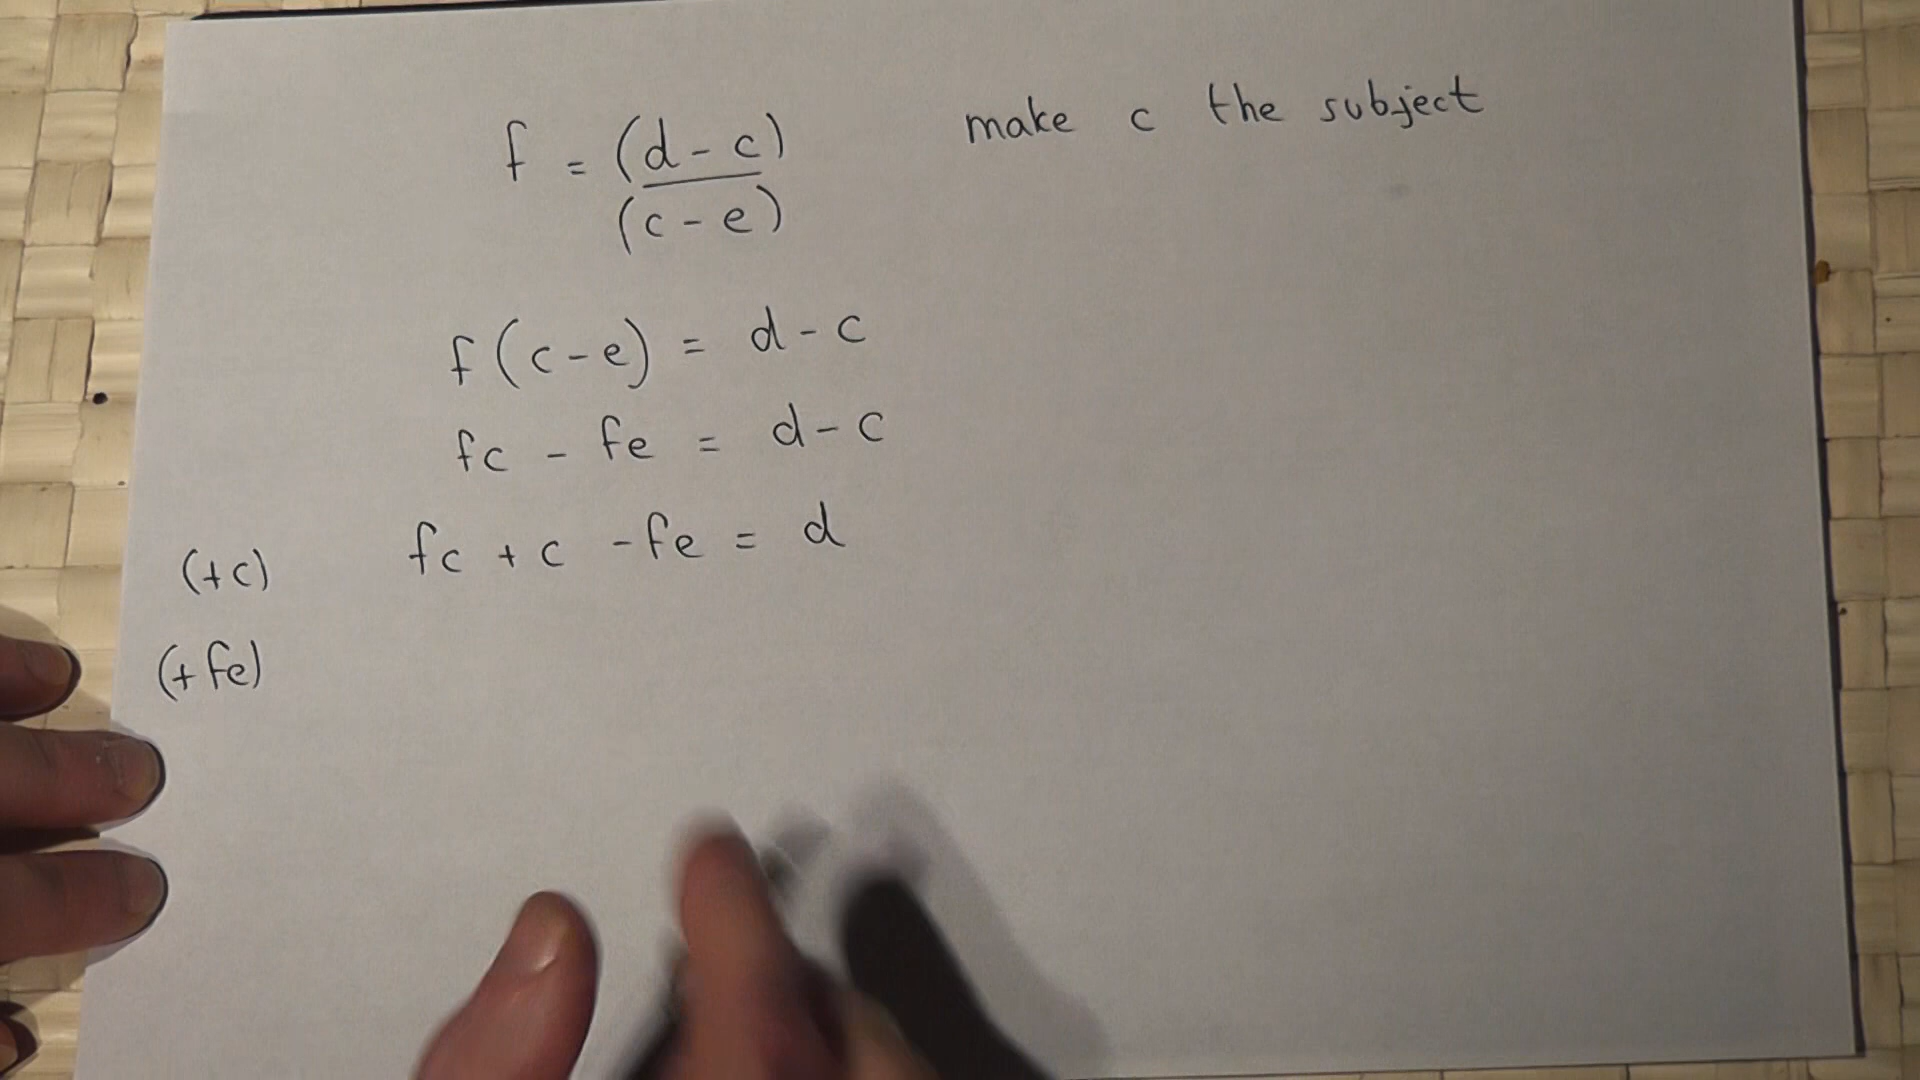 f = (d - c) make c the subject
(c - e)
f(c - e) = d - c
fc - fe = d - c
(+c) fc + c - fe = d
(+fe)